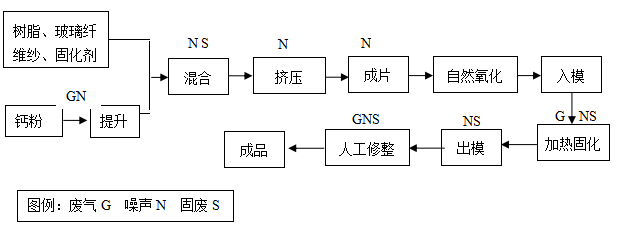 树脂、玻璃纤
维纱、固化剂
N S
N
N
混合
挤压
成片
自然氧化
入模
GN
钙粉
提升
G NS
GNS
NS
成品
人工修整
出模
加热固化
图例：废气 G 噪声 N 固废 S